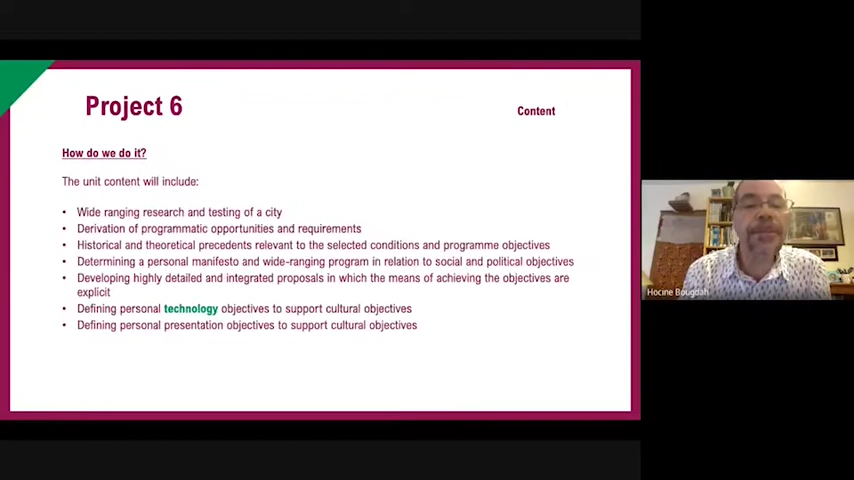 Project 6
Content
How do we do it?
The unit content will include:
• Wide ranging research and testing of a city
• Derivation of programmatic opportunities and requirements
• Historical and theoretical precedents relevant to the selected conditions and programme objectives
• Determining a personal manifesto and wide-ranging program in relation to social and political objectives
• Developing highly detailed and integrated proposals in which the means of achieving the objectives are
explicit
• Defining personal technology objectives to support cultural objectives
• Defining personal presentation objectives to support cultural objectives
Hocine Bougdah